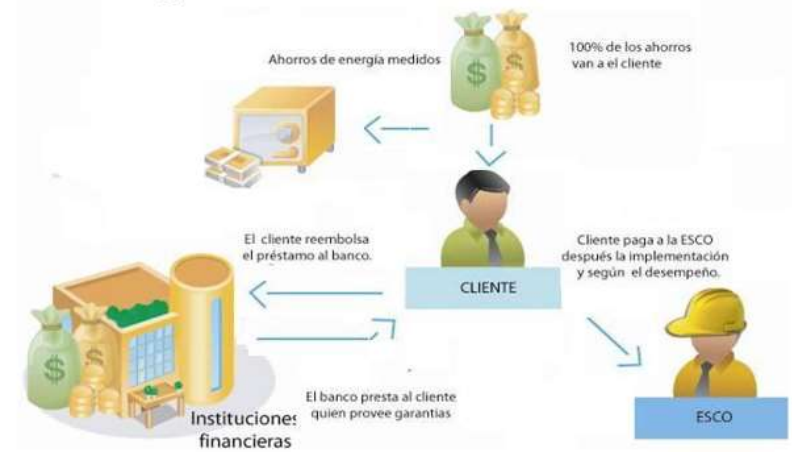 Ahorros de energía medidos
100% de los ahorros
van a el cliente
$
$
El cliente reembolsa
el préstamo al banco.
Cliente paga a la ESCO
después la implementación
y según el desempeño.
CLIENTE
$
$
El banco presta al cliente
quien provee garantias
Instituciones
financieras
ESCO